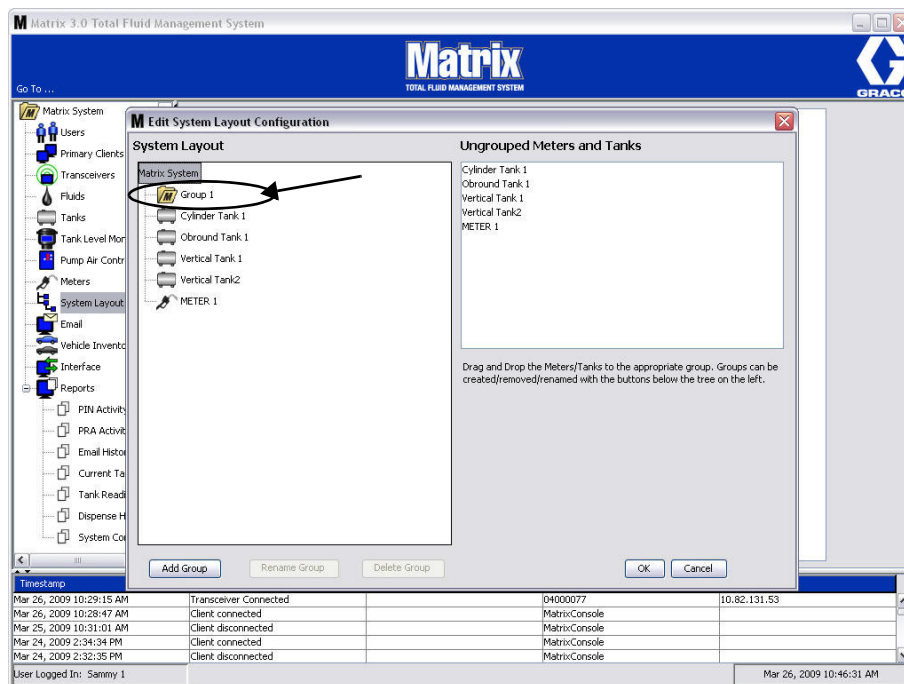 M Matrix 3.0 Total Fluid Management System
Matrix
TOTAL FLUID MANAGEMENT SYSTEM
GRACO
Go To ...
Matrix System
Users
Primary Clients
Transceivers
Fluids
Tanks
Tank Level Mor
Pump Air Contr
Meters
System Layout
Email
Vehicle Invento
Interface
Reports
PIN Activity
PRA Activit
Email Histor
Current Ta
Tank Readi
Dispense H
System Co
M Edit System Layout Configuration
System Layout
Matrix System
Group 1
Cylinder Tank 1
Obround Tank 1
Vertical Tank 1
Vertical Tank2
METER 1
Ungrouped Meters and Tanks
Cylinder Tank 1
Obround Tank 1
Vertical Tank 1
Vertical Tank2
METER 1
Drag and Drop the Meters/Tanks to the appropriate group. Groups can be
created/removed/renamed with the buttons below the tree on the left.
Add Group Rename Group Delete Group OK Cancel
Timestamp
Mar 26, 2009 10:29:15 AM Transceiver Connected 04000077 10.82.131.53
Mar 26, 2009 10:28:47 AM Client connected MatrixConsole
Mar 25, 2009 10:31:01 AM Client disconnected MatrixConsole
Mar 24, 2009 2:34:34 PM Client connected MatrixConsole
Mar 24, 2009 2:32:35 PM Client disconnected MatrixConsole
User Logged In: Sammy 1 Mar 26, 2009 10:46:31 AM